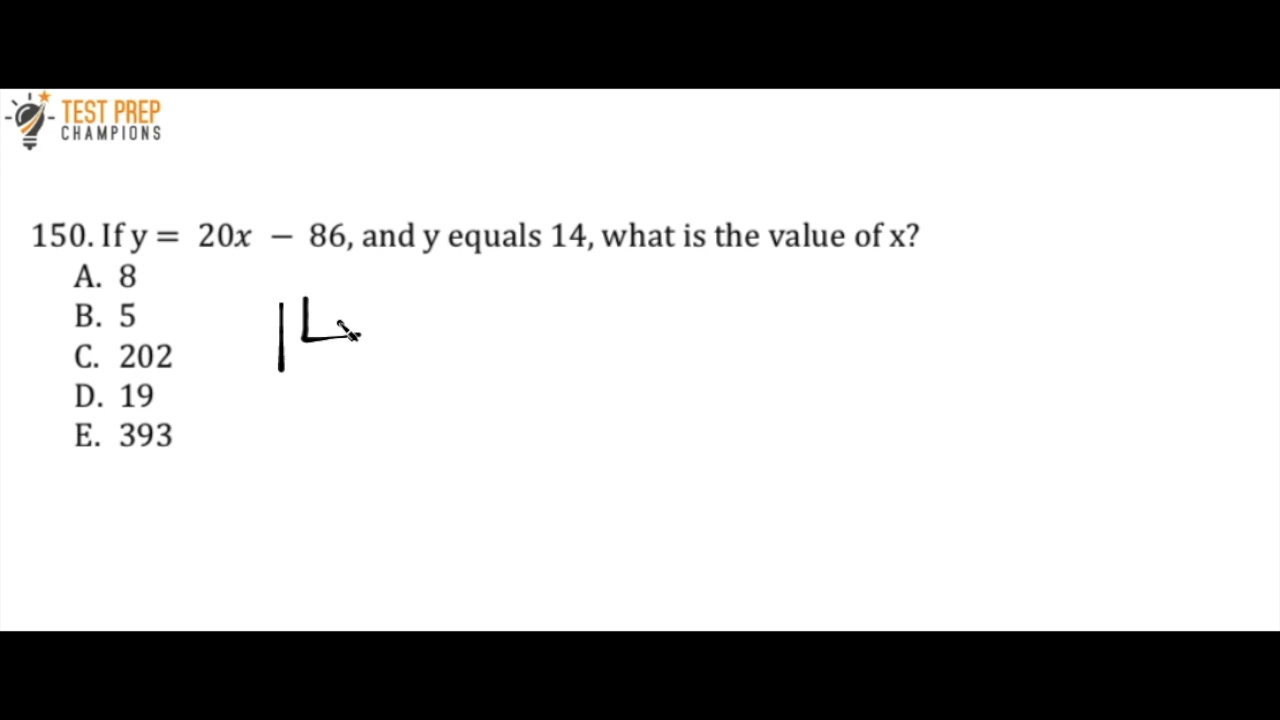 TEST PREP
CHAMPIONS
150. If y = 20x − 86, and y equals 14, what is the value of x?
A. 8
B. 5
C. 202
D. 19
E. 393